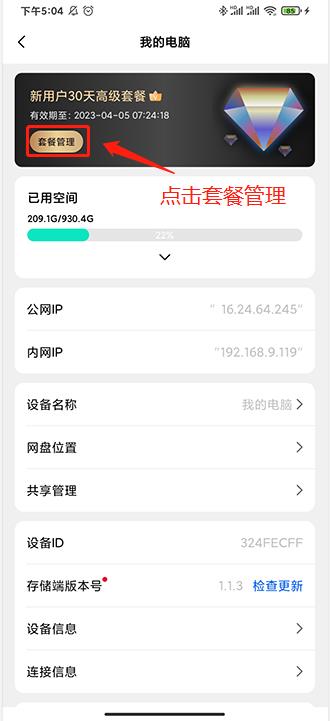 下午5:04
85
我的电脑
新用户30天高级套餐
有效期至: 2023-04-05 07:24:18
套餐管理
点击套餐管理
已用空间
209.1G/930.4G
22%
公网IP
" 16.24.64.245"
内网IP
"192.168.9.119"
设备名称
我的电脑
网盘位置
共享管理
设备ID
324FECFF
存储端版本号
1.1.3 检查更新
设备信息
连接信息